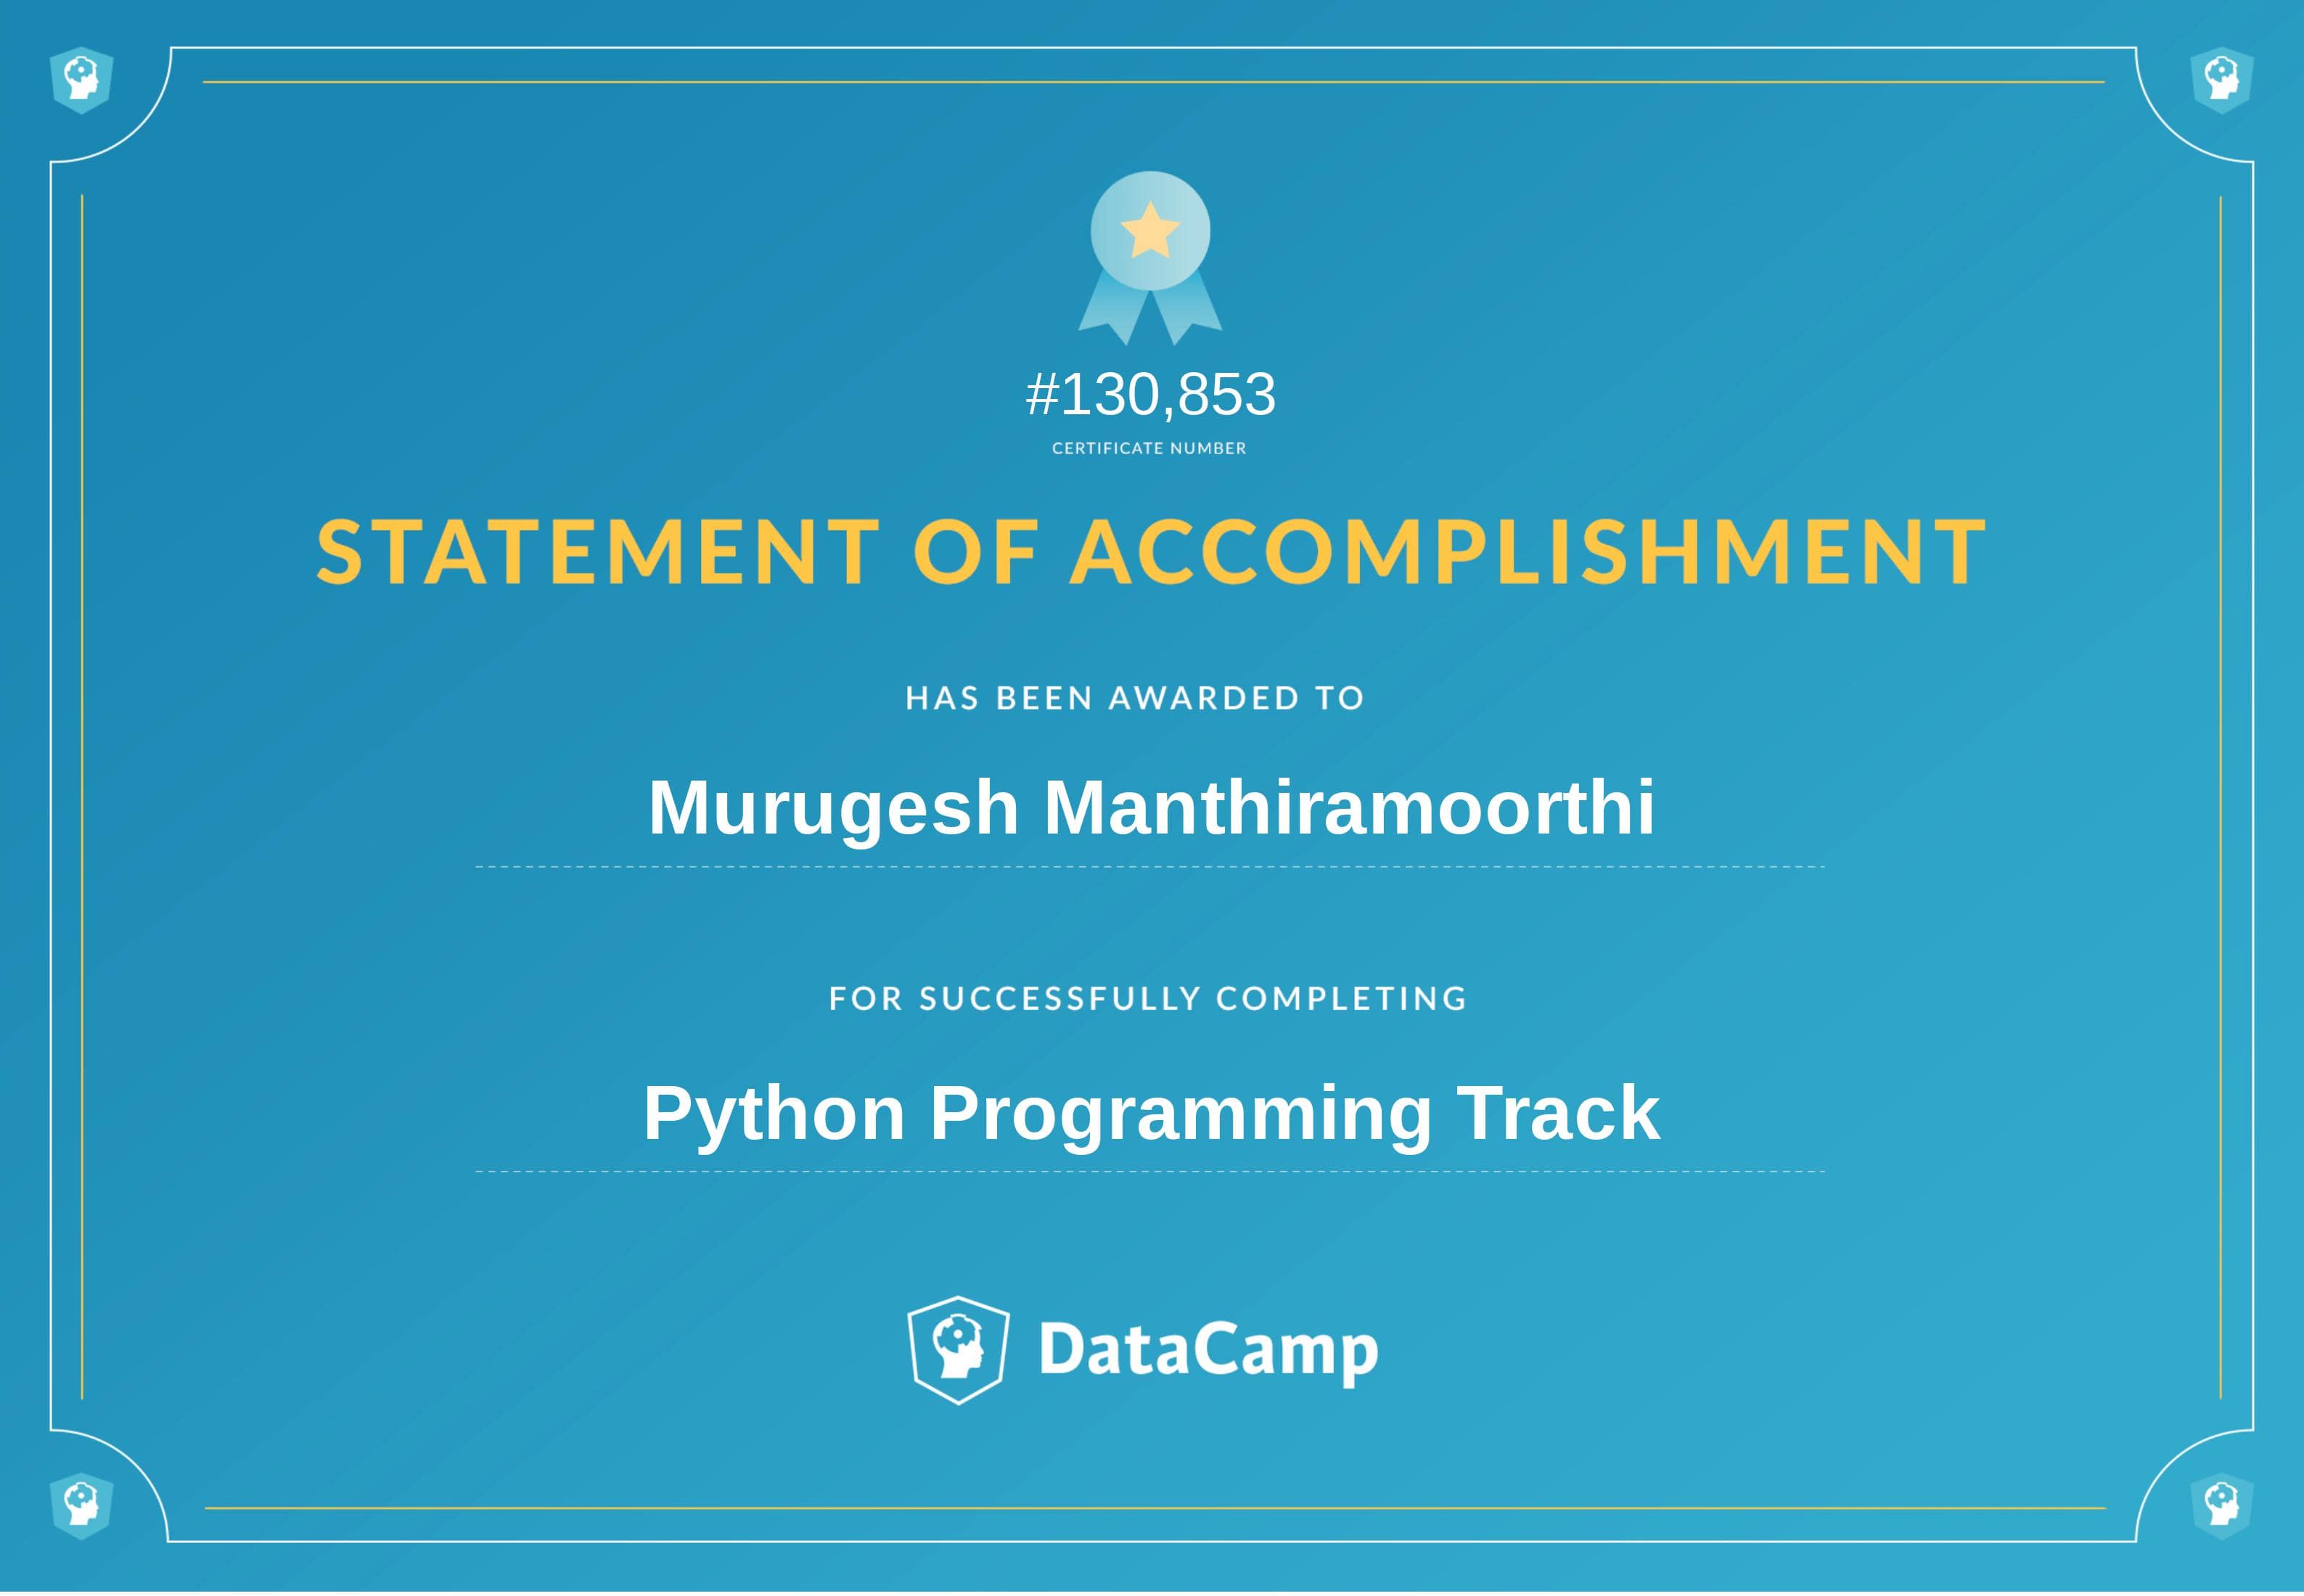 #130,853
CERTIFICATE NUMBER
STATEMENT OF ACCOMPLISHMENT
HAS BEEN AWARDED TO
Murugesh Manthiramoorthi
FOR SUCCESSFULLY COMPLETING
Python Programming Track
DataCamp